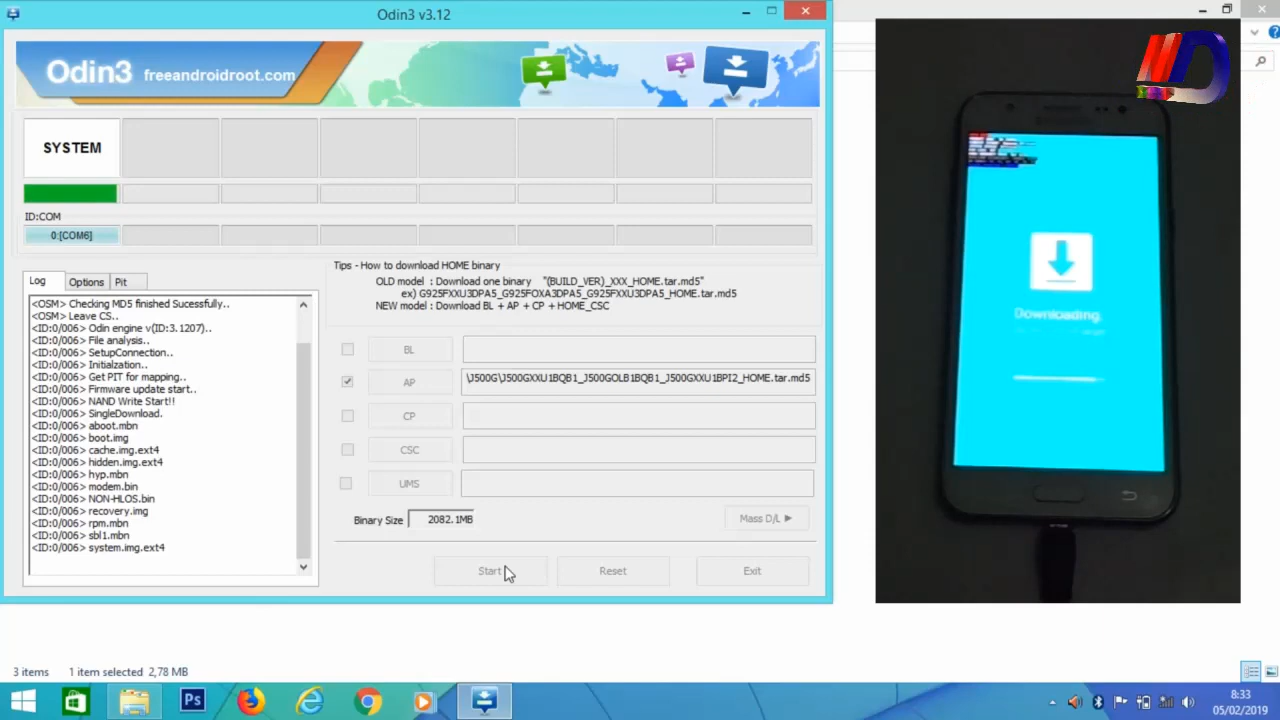 Odin3 v3.12
Odin3 freeandroidroot.com
SYSTEM
ID:COM
0:[COM6]
Log
Options
Pit
<OSM> Checking MD5 finished Sucessfully..
<OSM> Leave CS..
<ID:0/006> Odin engine v(ID:3.1207)..
<ID:0/006> File analysis..
<ID:0/006> SetupConnection..
<ID:0/006> Initialzation..
<ID:0/006> Get PIT for mapping..
<ID:0/006> Firmware update start..
<ID:0/006> NAND Write Start!!
<ID:0/006> SingleDownload.
<ID:0/006> aboot.mbn
<ID:0/006> boot.img
<ID:0/006> cache.img.ext4
<ID:0/006> hidden.img.ext4
<ID:0/006> hyp.mbn
<ID:0/006> modem.bin
<ID:0/006> NON-HLOS.bin
<ID:0/006> recovery.img
<ID:0/006> rpm.mbn
<ID:0/006> sbl1.mbn
<ID:0/006> system.img.ext4
Tips - How to download HOME binary
OLD model : Download one binary "(BUILD_VER)_XXX_HOME.tar.md5"
ex) G925FXXU3DPA5_G925FOXA3DPA5_G925FXXU3DPA5_HOME.tar.md5
NEW model : Download BL + AP + CP + HOME_CSC
BL
AP
\J500G\J500GXXU1BQB1_J500GOLB1BQB1_J500GXXU1BPI2_HOME.tar.md5
CP
CSC
UMS
Binary Size 2082.1MB
Mass D/L
Start
Reset
Exit
MD
Downloading.
3 items 1 item selected 2,78 MB
Ps
8:33
05/02/2019